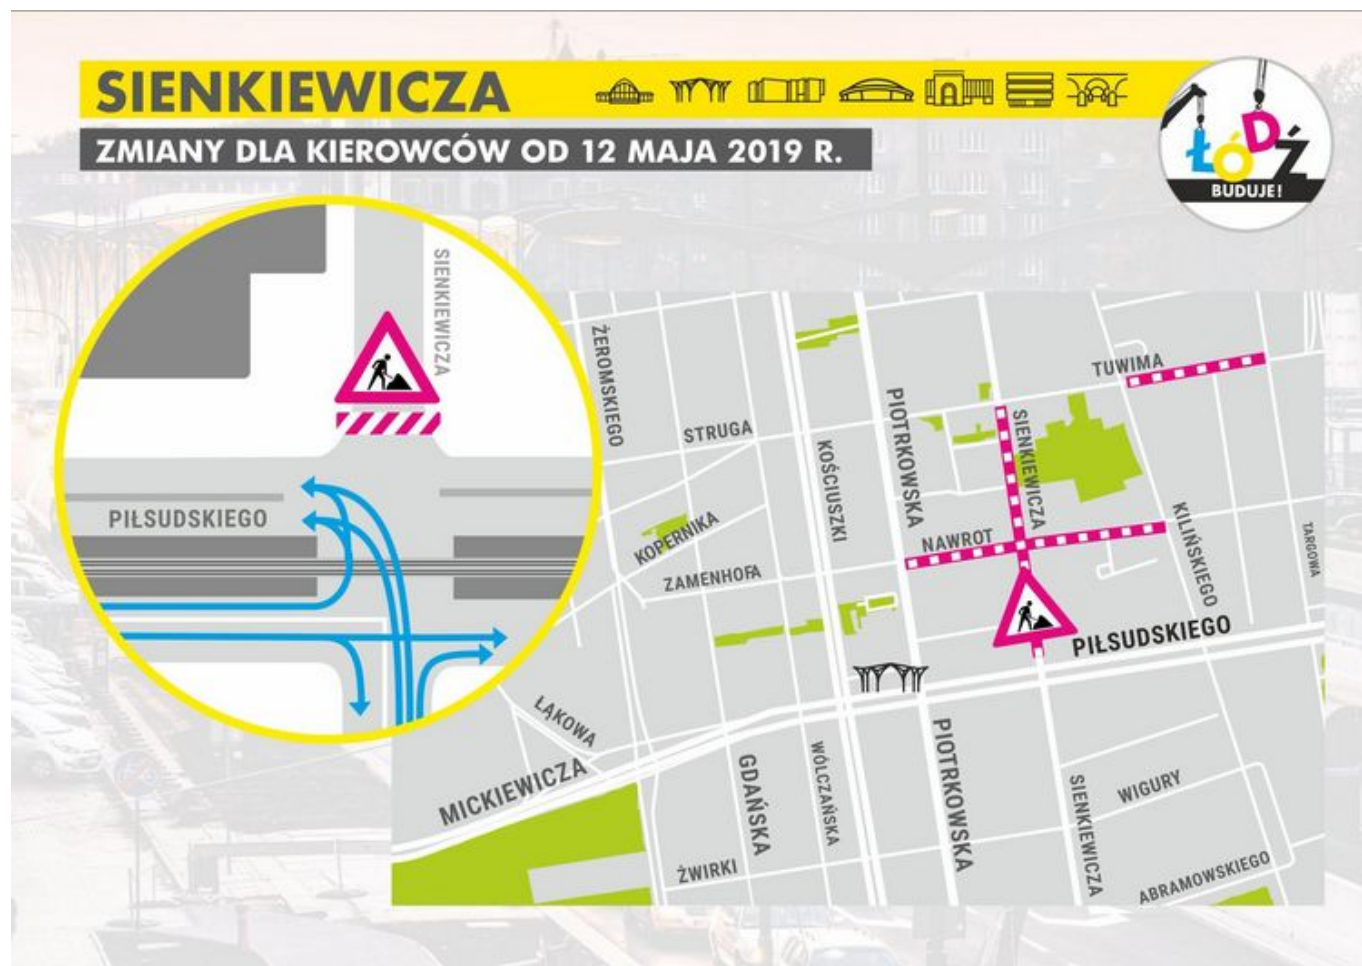 SIENKIEWICZA
ZMIANY DLA KIEROWCÓW OD 12 MAJA 2019 R.
ŁÓDŹ
BUDUJE!
SIENKIEWICZA
PIŁSUDSKIEGO
ŻEROMSKIEGO
STRUGA
KOPERNIKA
ZAMENHOFA
KOŚCIUSZKI
PIOTRKOWSKA
SIENKIEWICZA
TUWIMA
NAWROT
KILIŃSKIEGO
TARGOWA
PIŁSUDSKIEGO
ŁĄKOWA
MICKIEWICZA
GDAŃSKA
WÓLCZAŃSKA
PIOTRKOWSKA
SIENKIEWICZA
WIGURY
ŻWIRKI
ABRAMOWSKIEGO